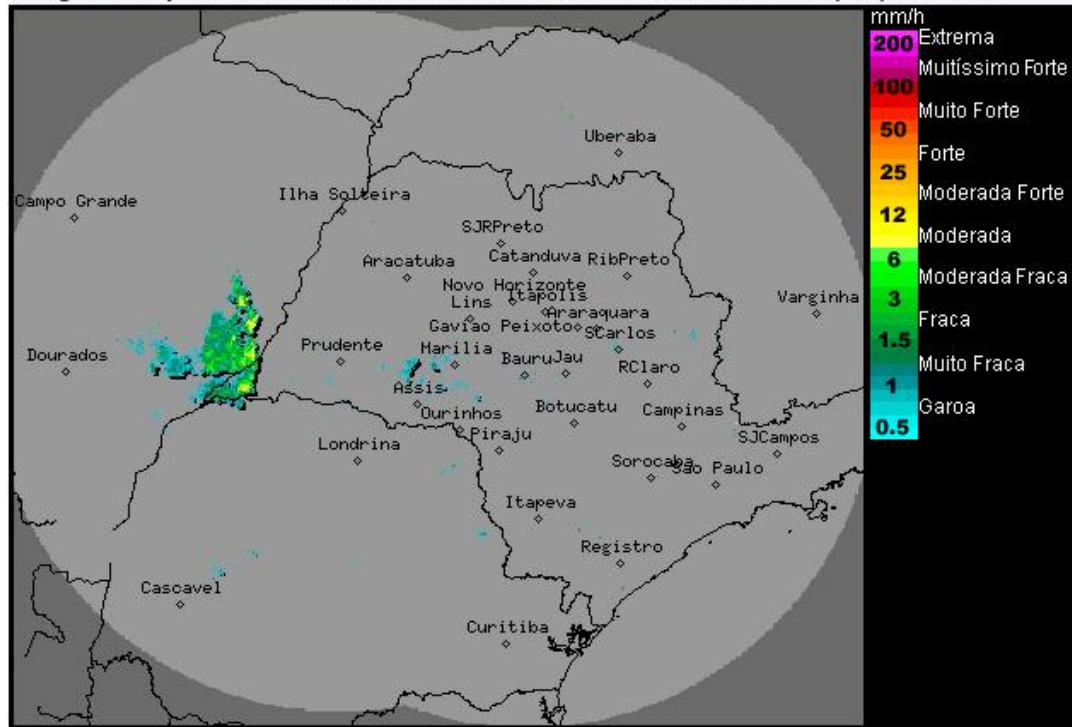 mm/h
200 Extrema
Muitíssimo Forte
100
Muito Forte
50
Forte
25
Moderada Forte
12
Moderada
6
Moderada Fraca
3
Fraca
1.5
Muito Fraca
1
Garoa
0.5
Uberaba
Campo Grande
Ilha Solteira
SJRPreto
Aracatuba
Catanduva
RibPreto
Novo Horizonte
Lins
Itapolis
Varginha
Araraquara
Gaviao Peixoto
SCarlos
Dourados
Prudente
Marilia
Bauru
Jau
RClaro
Assis
Ourinhos
Botucatu
Campinas
Londrina
Piraju
SJCampos
Sorocaba
Sao Paulo
Itapeva
Registro
Cascavel
Curitiba